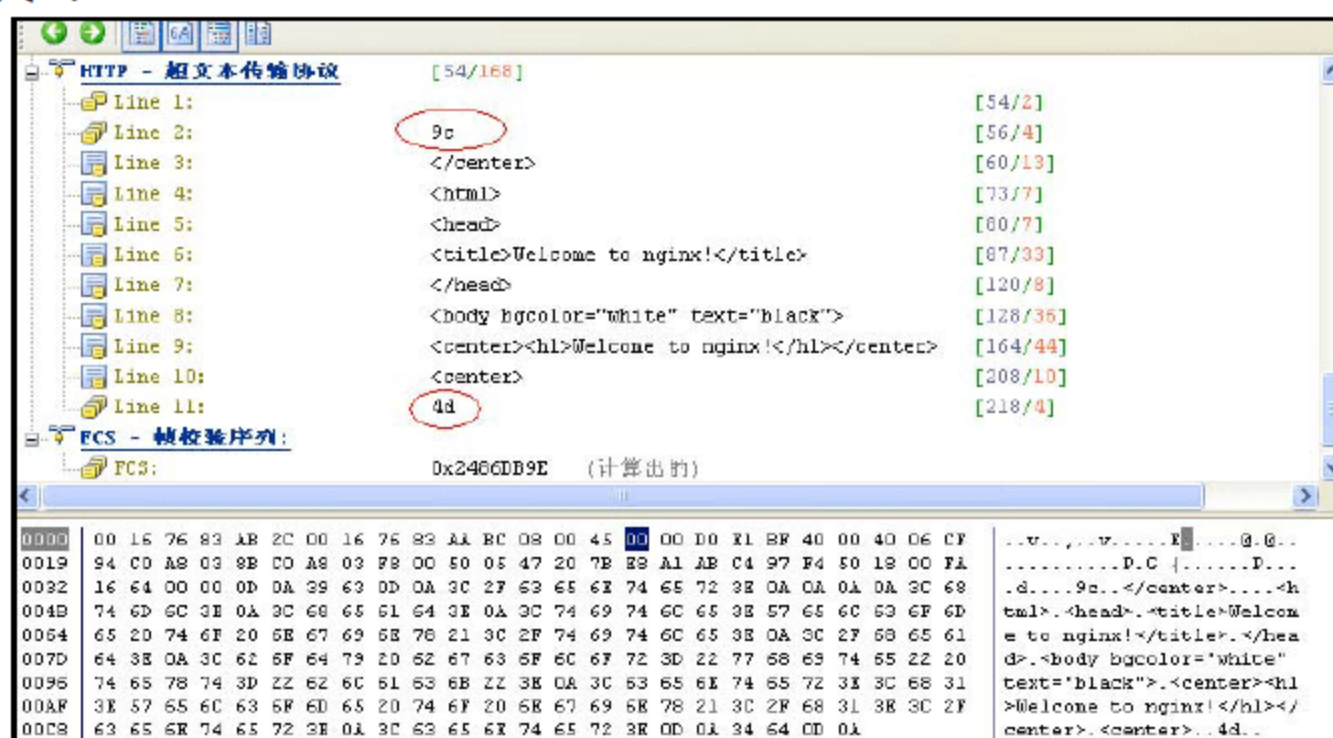 HTTP - 超文本传输协议 [54/168]
Line 1: [54/2]
Line 2: 9c [56/4]
Line 3: </center> [60/13]
Line 4: <html> [73/7]
Line 5: <head> [80/7]
Line 6: <title>Welcome to nginx!</title> [87/33]
Line 7: </head> [120/8]
Line 8: <body bgcolor="white" text="black"> [128/36]
Line 9: <center><h1>Welcome to nginx!</h1></center> [164/44]
Line 10: <center> [208/10]
Line 11: 4d [218/4]
FCS - 帧校验序列:
FCS: 0x2486DB9E (计算出的)
0000 00 16 76 83 AB 2C 00 16 76 83 AA BC 08 00 45 00 00 D0 E1 BF 40 00 40 06 CF ..v..,..v.....E.....@.@..
0019 94 C0 A8 03 8B C0 A8 03 F8 00 50 05 47 20 7B E8 A1 AB C4 97 F4 50 18 00 FA ..........P.G {......P...
0032 16 64 00 00 0D 0A 39 63 0D 0A 3C 2F 63 65 6E 74 65 72 3E 0A 0A 0A 0A 3C 68 .d....9c..</center>....<h
004B 74 6D 6C 3E 0A 3C 68 65 61 64 3E 0A 3C 74 69 74 6C 65 3E 57 65 6C 63 6F 6D tml>.<head>.<title>Welcom
0064 65 20 74 6F 20 6E 67 69 6E 78 21 3C 2F 74 69 74 6C 65 3E 0A 3C 2F 68 65 61 e to nginx!</title>.</hea
007D 64 3E 0A 3C 62 6F 64 79 20 62 67 63 6F 6C 6F 72 3D 22 77 68 69 74 65 22 20 d>.<body bgcolor="white"
0096 74 65 78 74 3D 22 62 6C 61 63 6B 22 3E 0A 3C 63 65 6E 74 65 72 3E 3C 68 31 text="black">.<center><h1
00AF 3E 57 65 6C 63 6F 6D 65 20 74 6F 20 6E 67 69 6E 78 21 3C 2F 68 31 3E 3C 2F >Welcome to nginx!</h1></
00C8 63 65 6E 74 65 72 3E 0A 3C 63 65 6E 74 65 72 3E 0D 0A 34 64 0D 0A center>.<center>..4d..